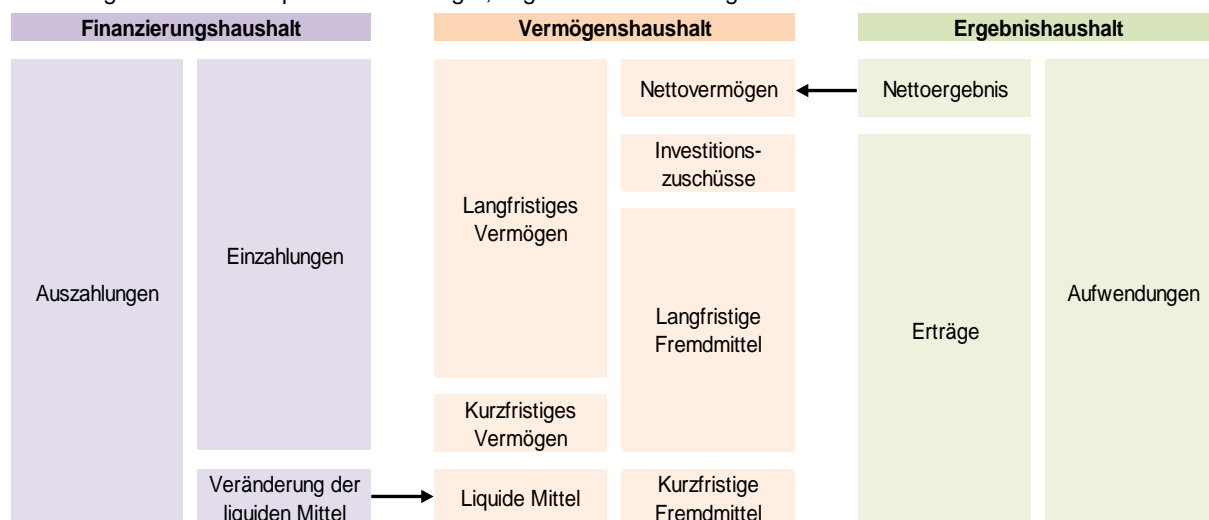 Finanzierungshaushalt
Vermögenshaushalt
Ergebnishaushalt
Auszahlungen
Einzahlungen
Veränderung der
liquiden Mittel
Langfristiges
Vermögen
Kurzfristiges
Vermögen
Liquide Mittel
Nettovermögen
Investitions-
zuschüsse
Langfristige
Fremdmittel
Kurzfristige
Fremdmittel
Nettoergebnis
Erträge
Aufwendungen